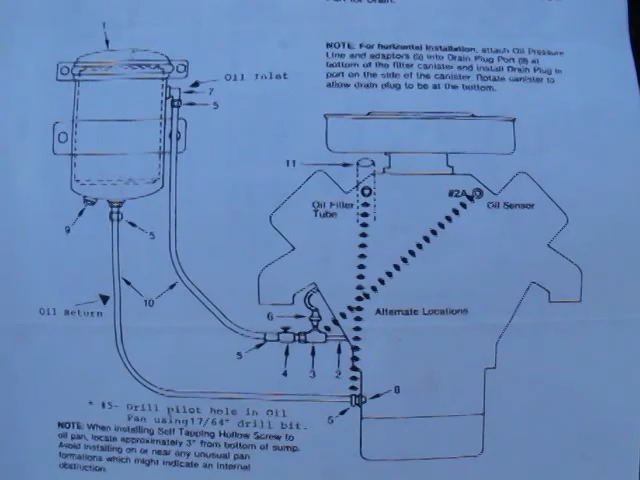 NOTE: For horizontal installation, attach Oil Pressure
Line and adaptors (5) into Drain Plug Port (9) at
bottom of the filter canister and install Drain Plug in
port on the side of the canister. Rotate canister to
allow drain plug to be at the bottom.
1
Oil Inlet
7
5
11
Oil Filler
Tube
#2A
Oil Sensor
9
5
10
Oil Return
6
Alternate Locations
5
4
3
2
8
* #5- Drill pilot hole in Oil
Pan using 17/64" drill bit.
NOTE: When installing Self Tapping Hollow Screw to
oil pan, locate approximately 3" from bottom of sump.
Avoid installing on or near any unusual pan
formations which might indicate an internal
obstruction.